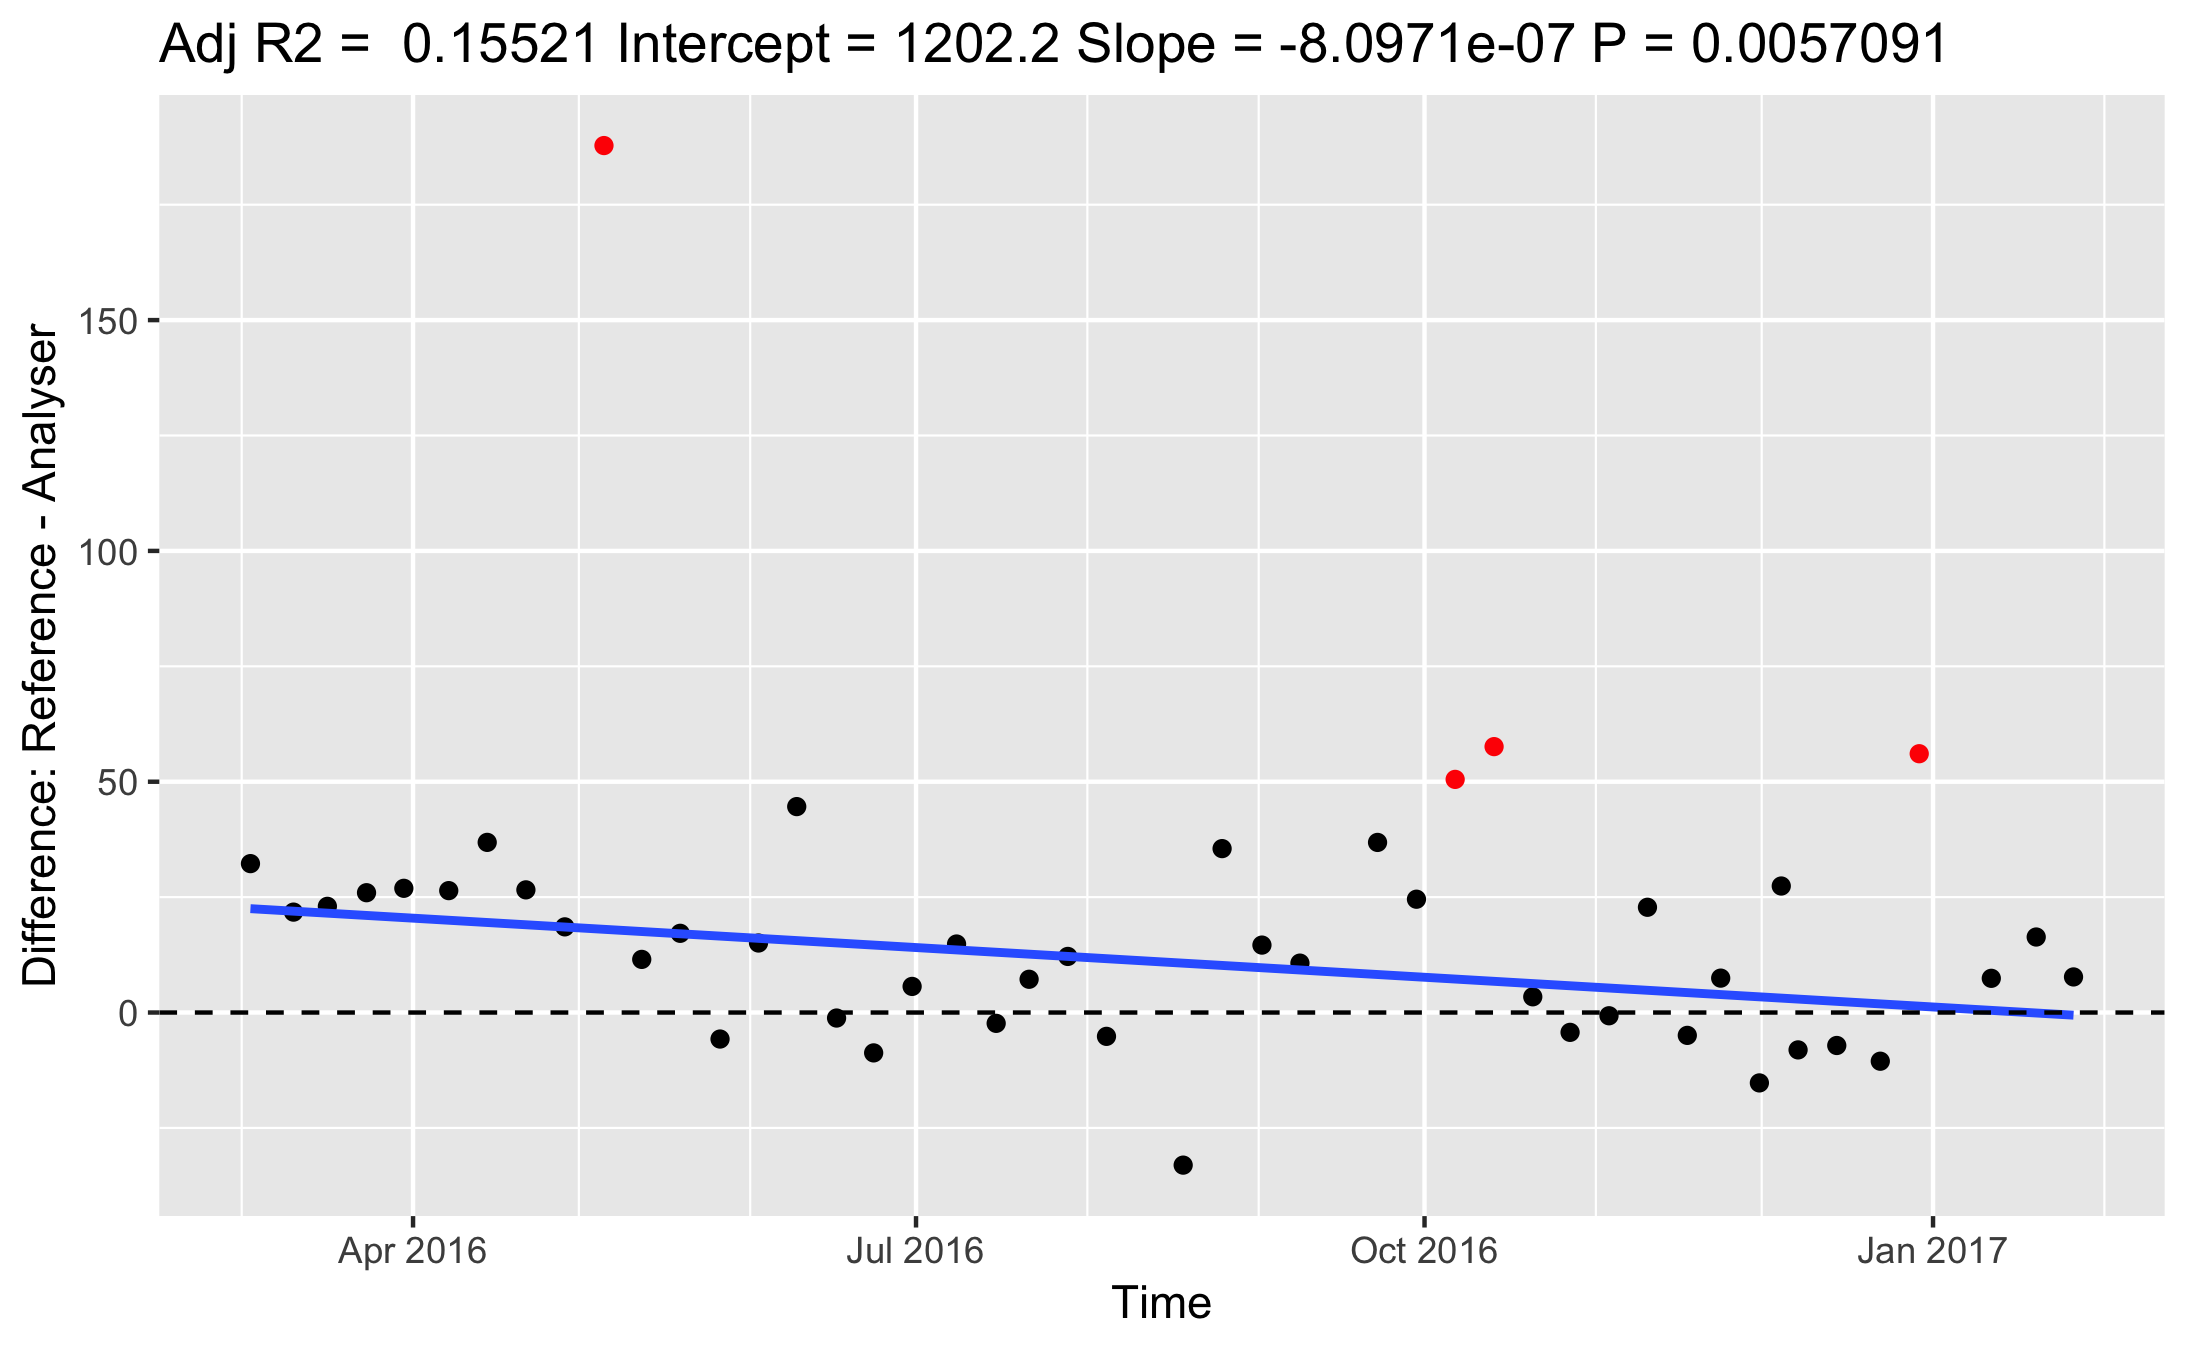 Adj R2 =  0.15521 Intercept = 1202.2 Slope = -8.0971e-07 P = 0.0057091
Difference: Reference - Analyser
150
100
50
0
Apr 2016
Jul 2016
Oct 2016
Jan 2017
Time